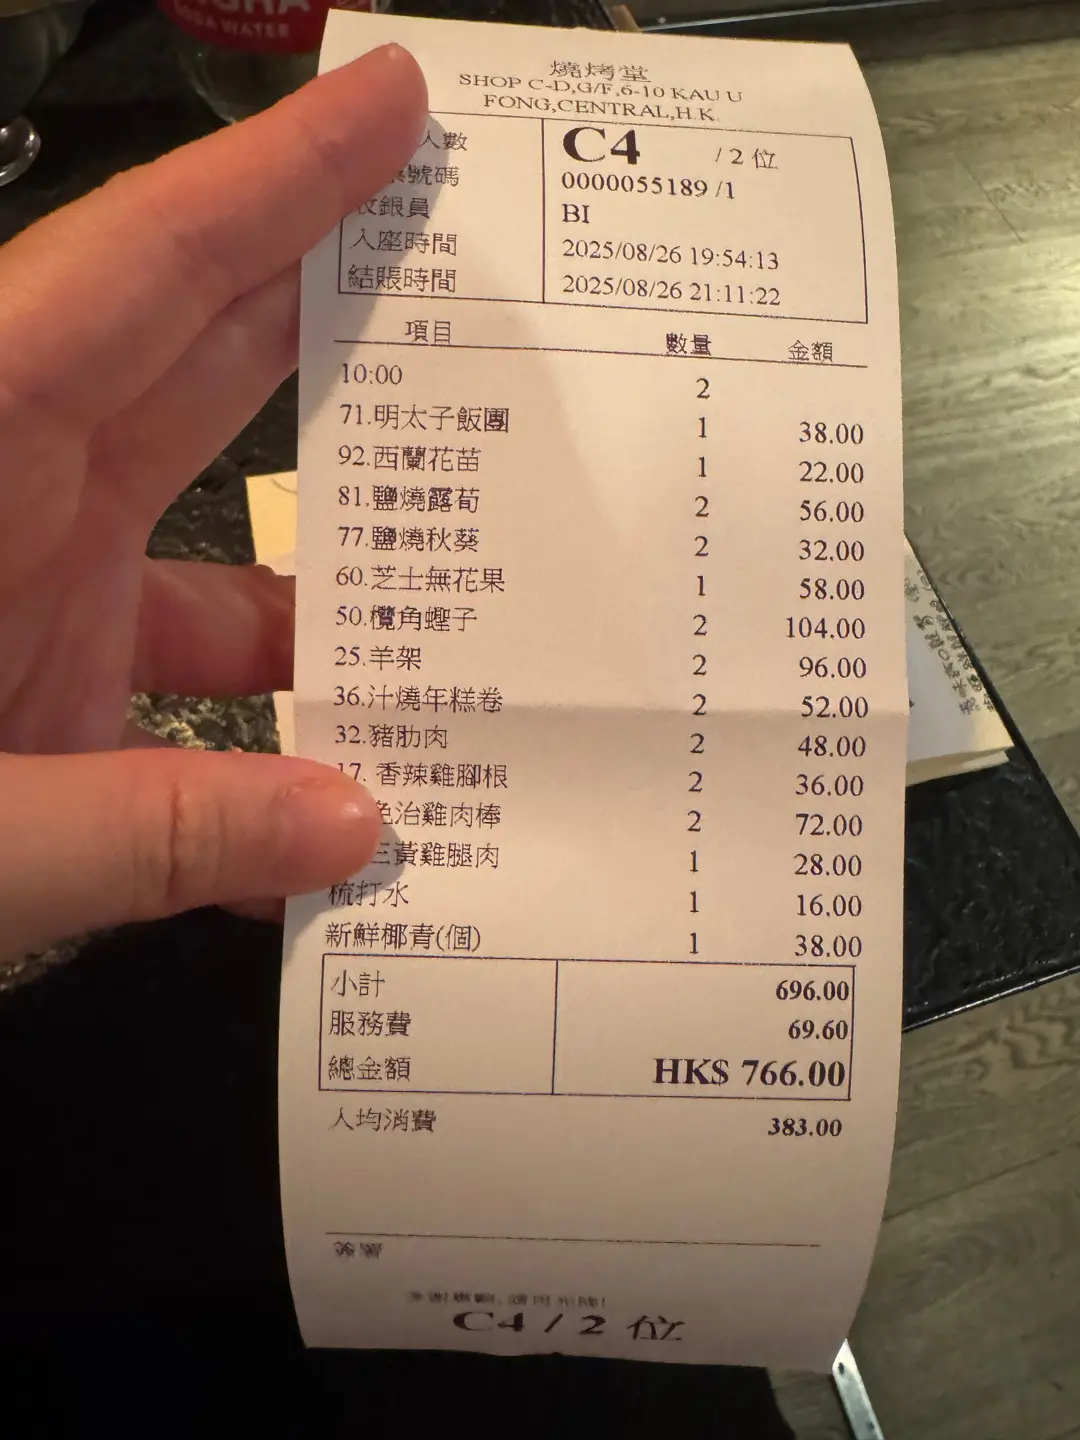 SODA WATER
燒烤堂
SHOP C-D,G/F,6-10 KAU U
FONG,CENTRAL,H.K.
人數 C4 / 2 位
號碼 0000055189 /1
收銀員 BI
入座時間 2025/08/26 19:54:13
結賬時間 2025/08/26 21:11:22
項目 數量 金額
10:00 2
71.明太子飯團 1 38.00
92.西蘭花苗 1 22.00
81.鹽燒露荀 2 56.00
77.鹽燒秋葵 2 32.00
60.芝士無花果 1 58.00
50.欖角蟶子 2 104.00
25.羊架 2 96.00
36.汁燒年糕卷 2 52.00
32.豬肋肉 2 48.00
17. 香辣雞腳根 2 36.00
治雞肉棒 2 72.00
三黃雞腿肉 1 28.00
梳打水 1 16.00
新鮮椰青(個) 1 38.00
小計 696.00
服務費 69.60
總金額 HK$ 766.00
人均消費 383.00
簽署
C4 / 2 位